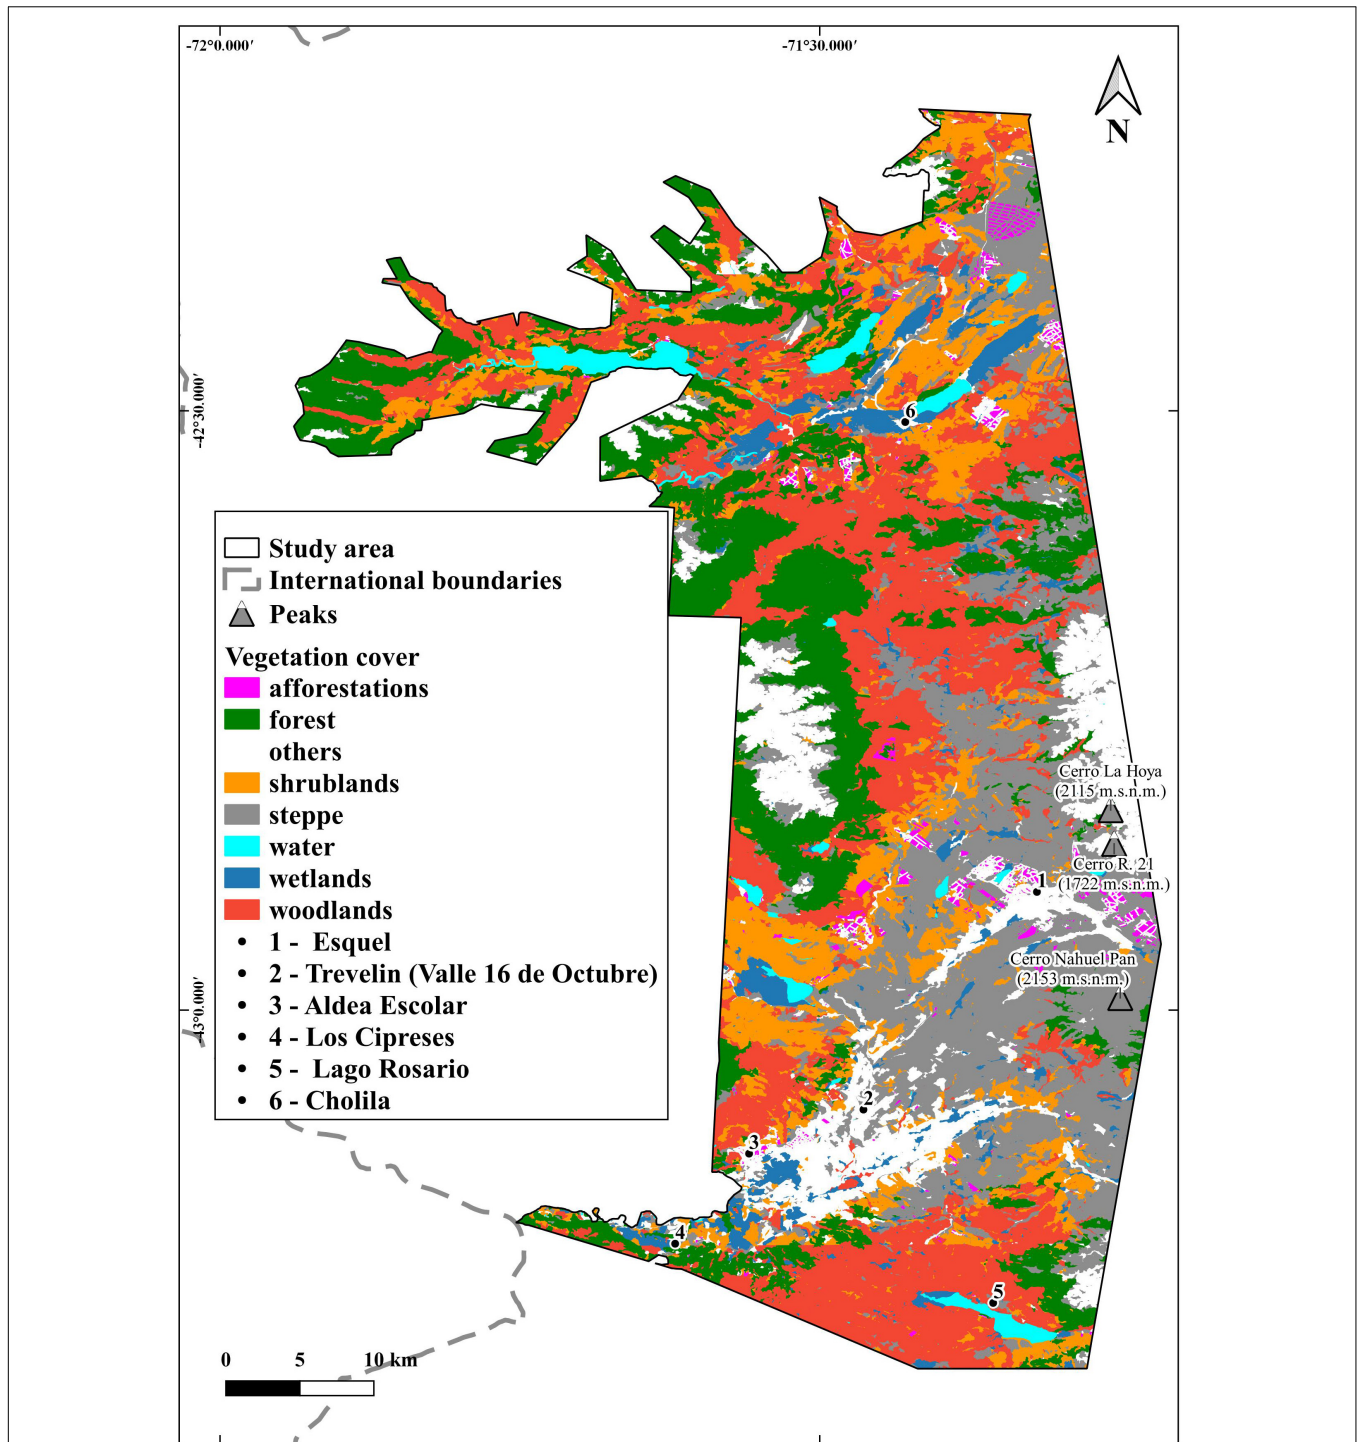 -72°0.000′
-71°30.000′
N
-42°30.000′
6
Study area
International boundaries
Peaks
Vegetation cover
afforestations
forest
others
shrublands
steppe
water
wetlands
woodlands
1 - Esquel
2 - Trevelin (Valle 16 de Octubre)
3 - Aldea Escolar
4 - Los Cipreses
5 - Lago Rosario
6 - Cholila
Cerro La Hoya
(2115 m.s.n.m.)
Cerro R. 21
(1722 m.s.n.m.)
1
Cerro Nahuel Pan
(2153 m.s.n.m.)
-43°0.000′
2
3
4
5
0 5 10 km